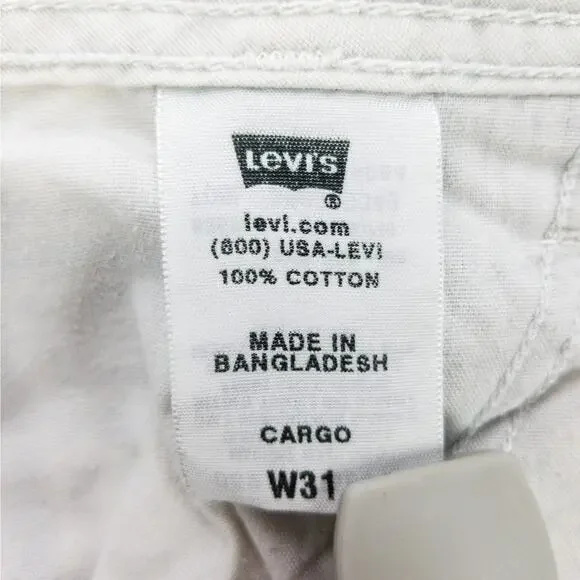 Levi's
®
levi.com
(800) USA-LEVI
100% COTTON
MADE IN
BANGLADESH
CARGO
W31